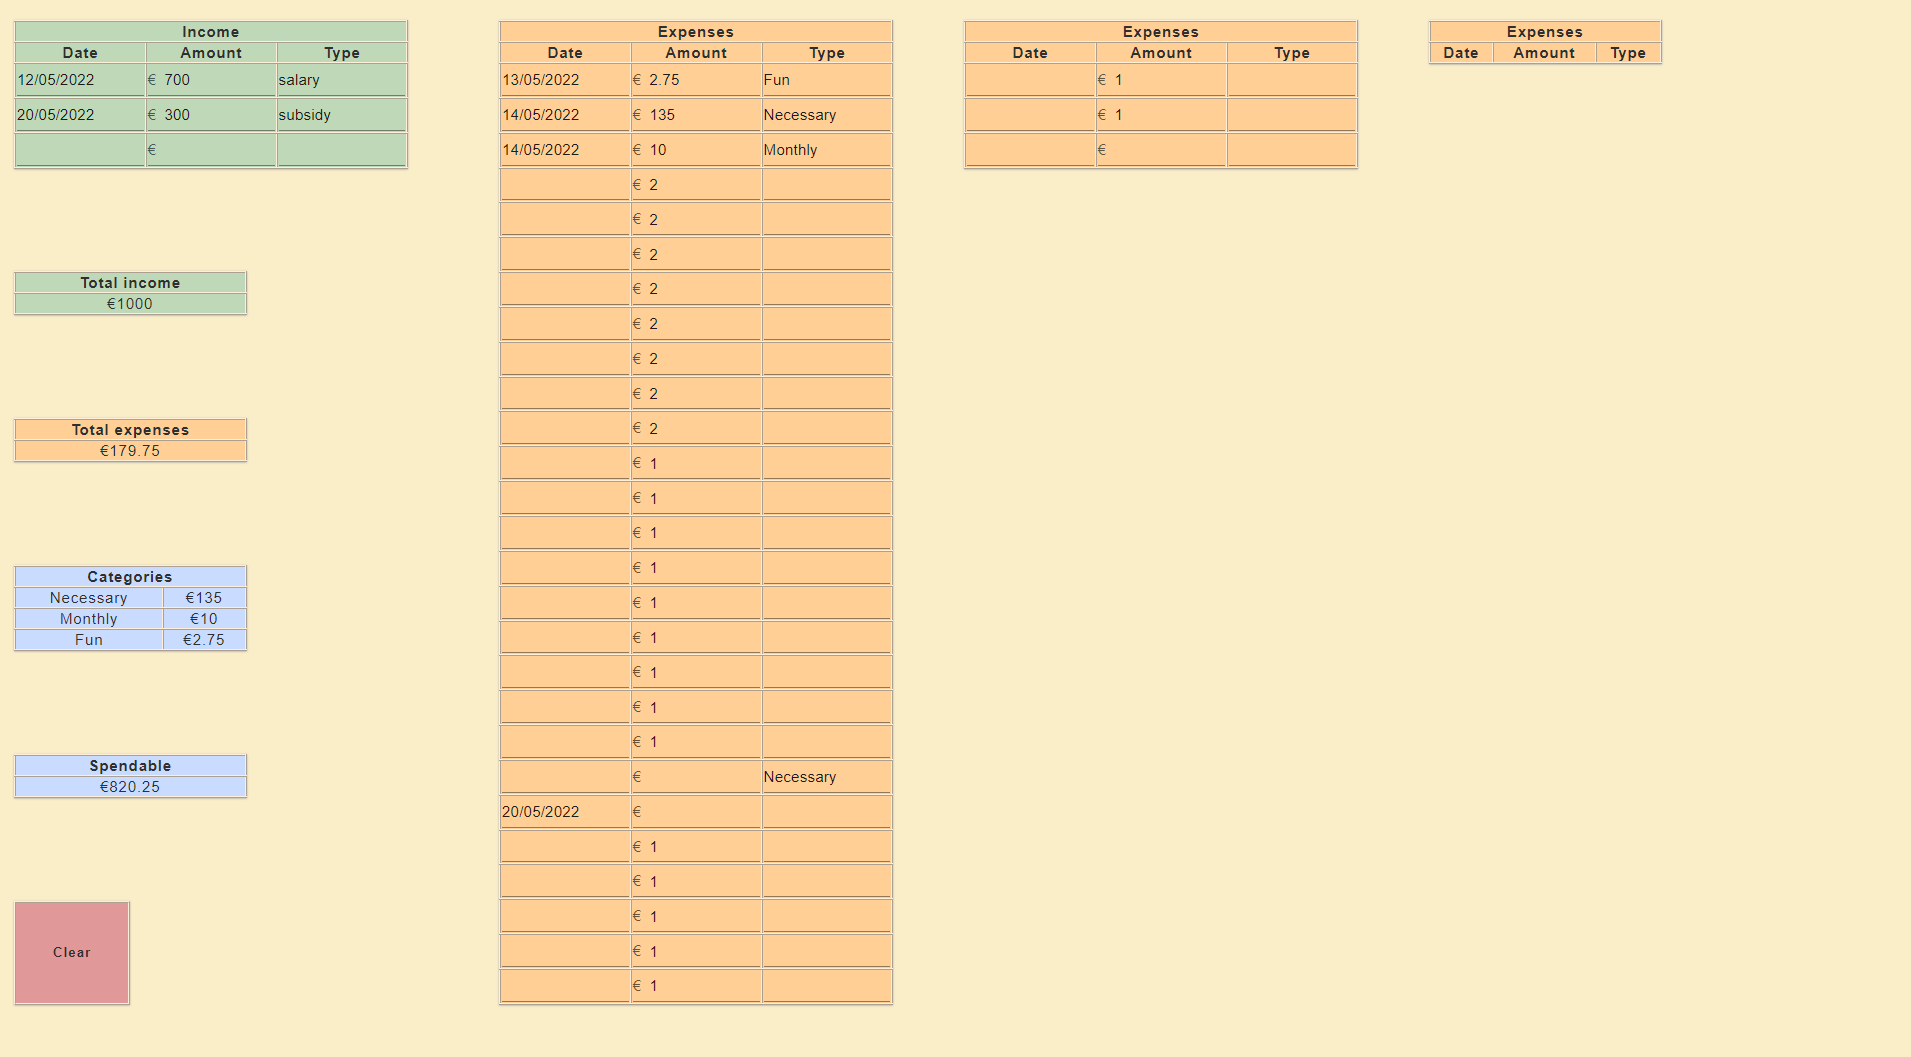 Income
Date Amount Type
12/05/2022 € 700 salary
20/05/2022 € 300 subsidy
€
Total income
€1000
Total expenses
€179.75
Categories
Necessary €135
Monthly €10
Fun €2.75
Spendable
€820.25
Clear
Expenses
Date Amount Type
13/05/2022 € 2.75 Fun
14/05/2022 € 135 Necessary
14/05/2022 € 10 Monthly
€ 2
€ 2
€ 2
€ 2
€ 2
€ 2
€ 2
€ 2
€ 1
€ 1
€ 1
€ 1
€ 1
€ 1
€ 1
€ 1
€ 1
€ Necessary
20/05/2022 €
€ 1
€ 1
€ 1
€ 1
€ 1
Expenses
Date Amount Type
€ 1
€ 1
€
Expenses
Date Amount Type